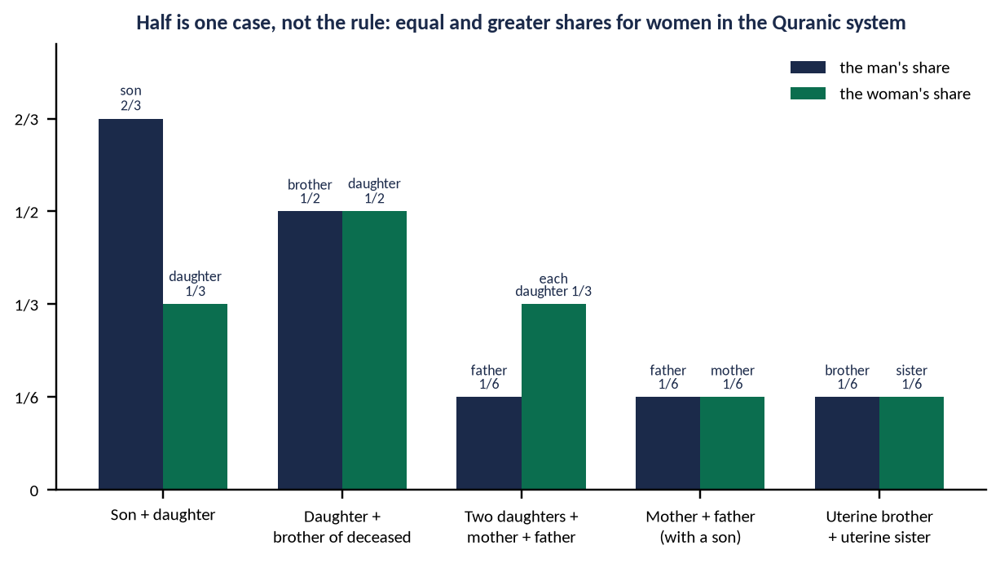 Half is one case, not the rule: equal and greater shares for women in the Quranic system
the man's share
the woman's share
son
2/3
daughter
1/3
brother
1/2
daughter
1/2
father
1/6
each
daughter 1/3
father
1/6
mother
1/6
brother
1/6
sister
1/6
2/3
1/2
1/3
1/6
0
Son + daughter
Daughter +
brother of deceased
Two daughters +
mother + father
Mother + father
(with a son)
Uterine brother
+ uterine sister